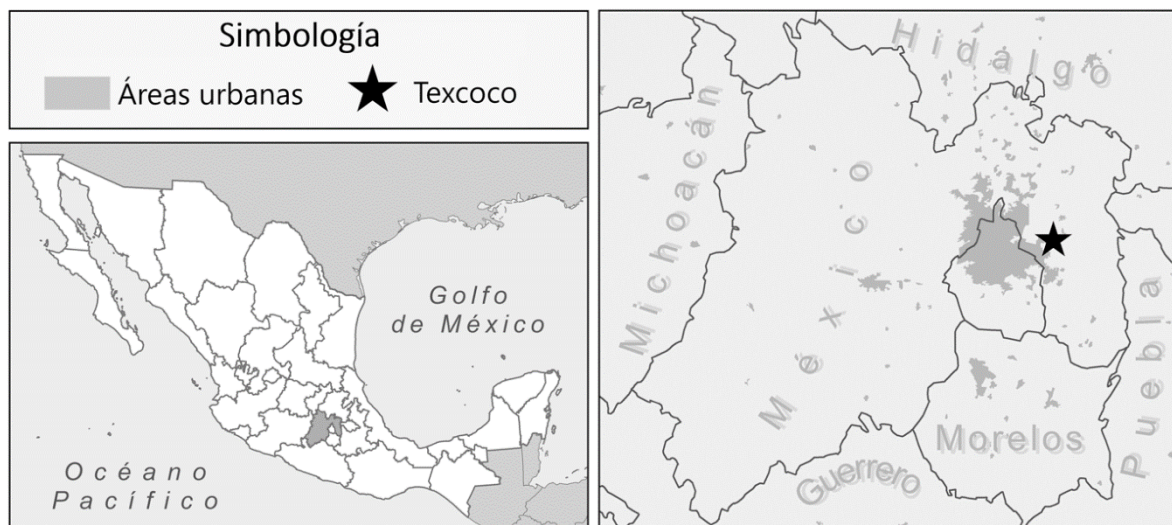 Simbología
Áreas urbanas
Texcoco
Golfo
de México
Océano
Pacífico
Hidalgo
Michoacán
México
Puebla
Morelos
Guerrero